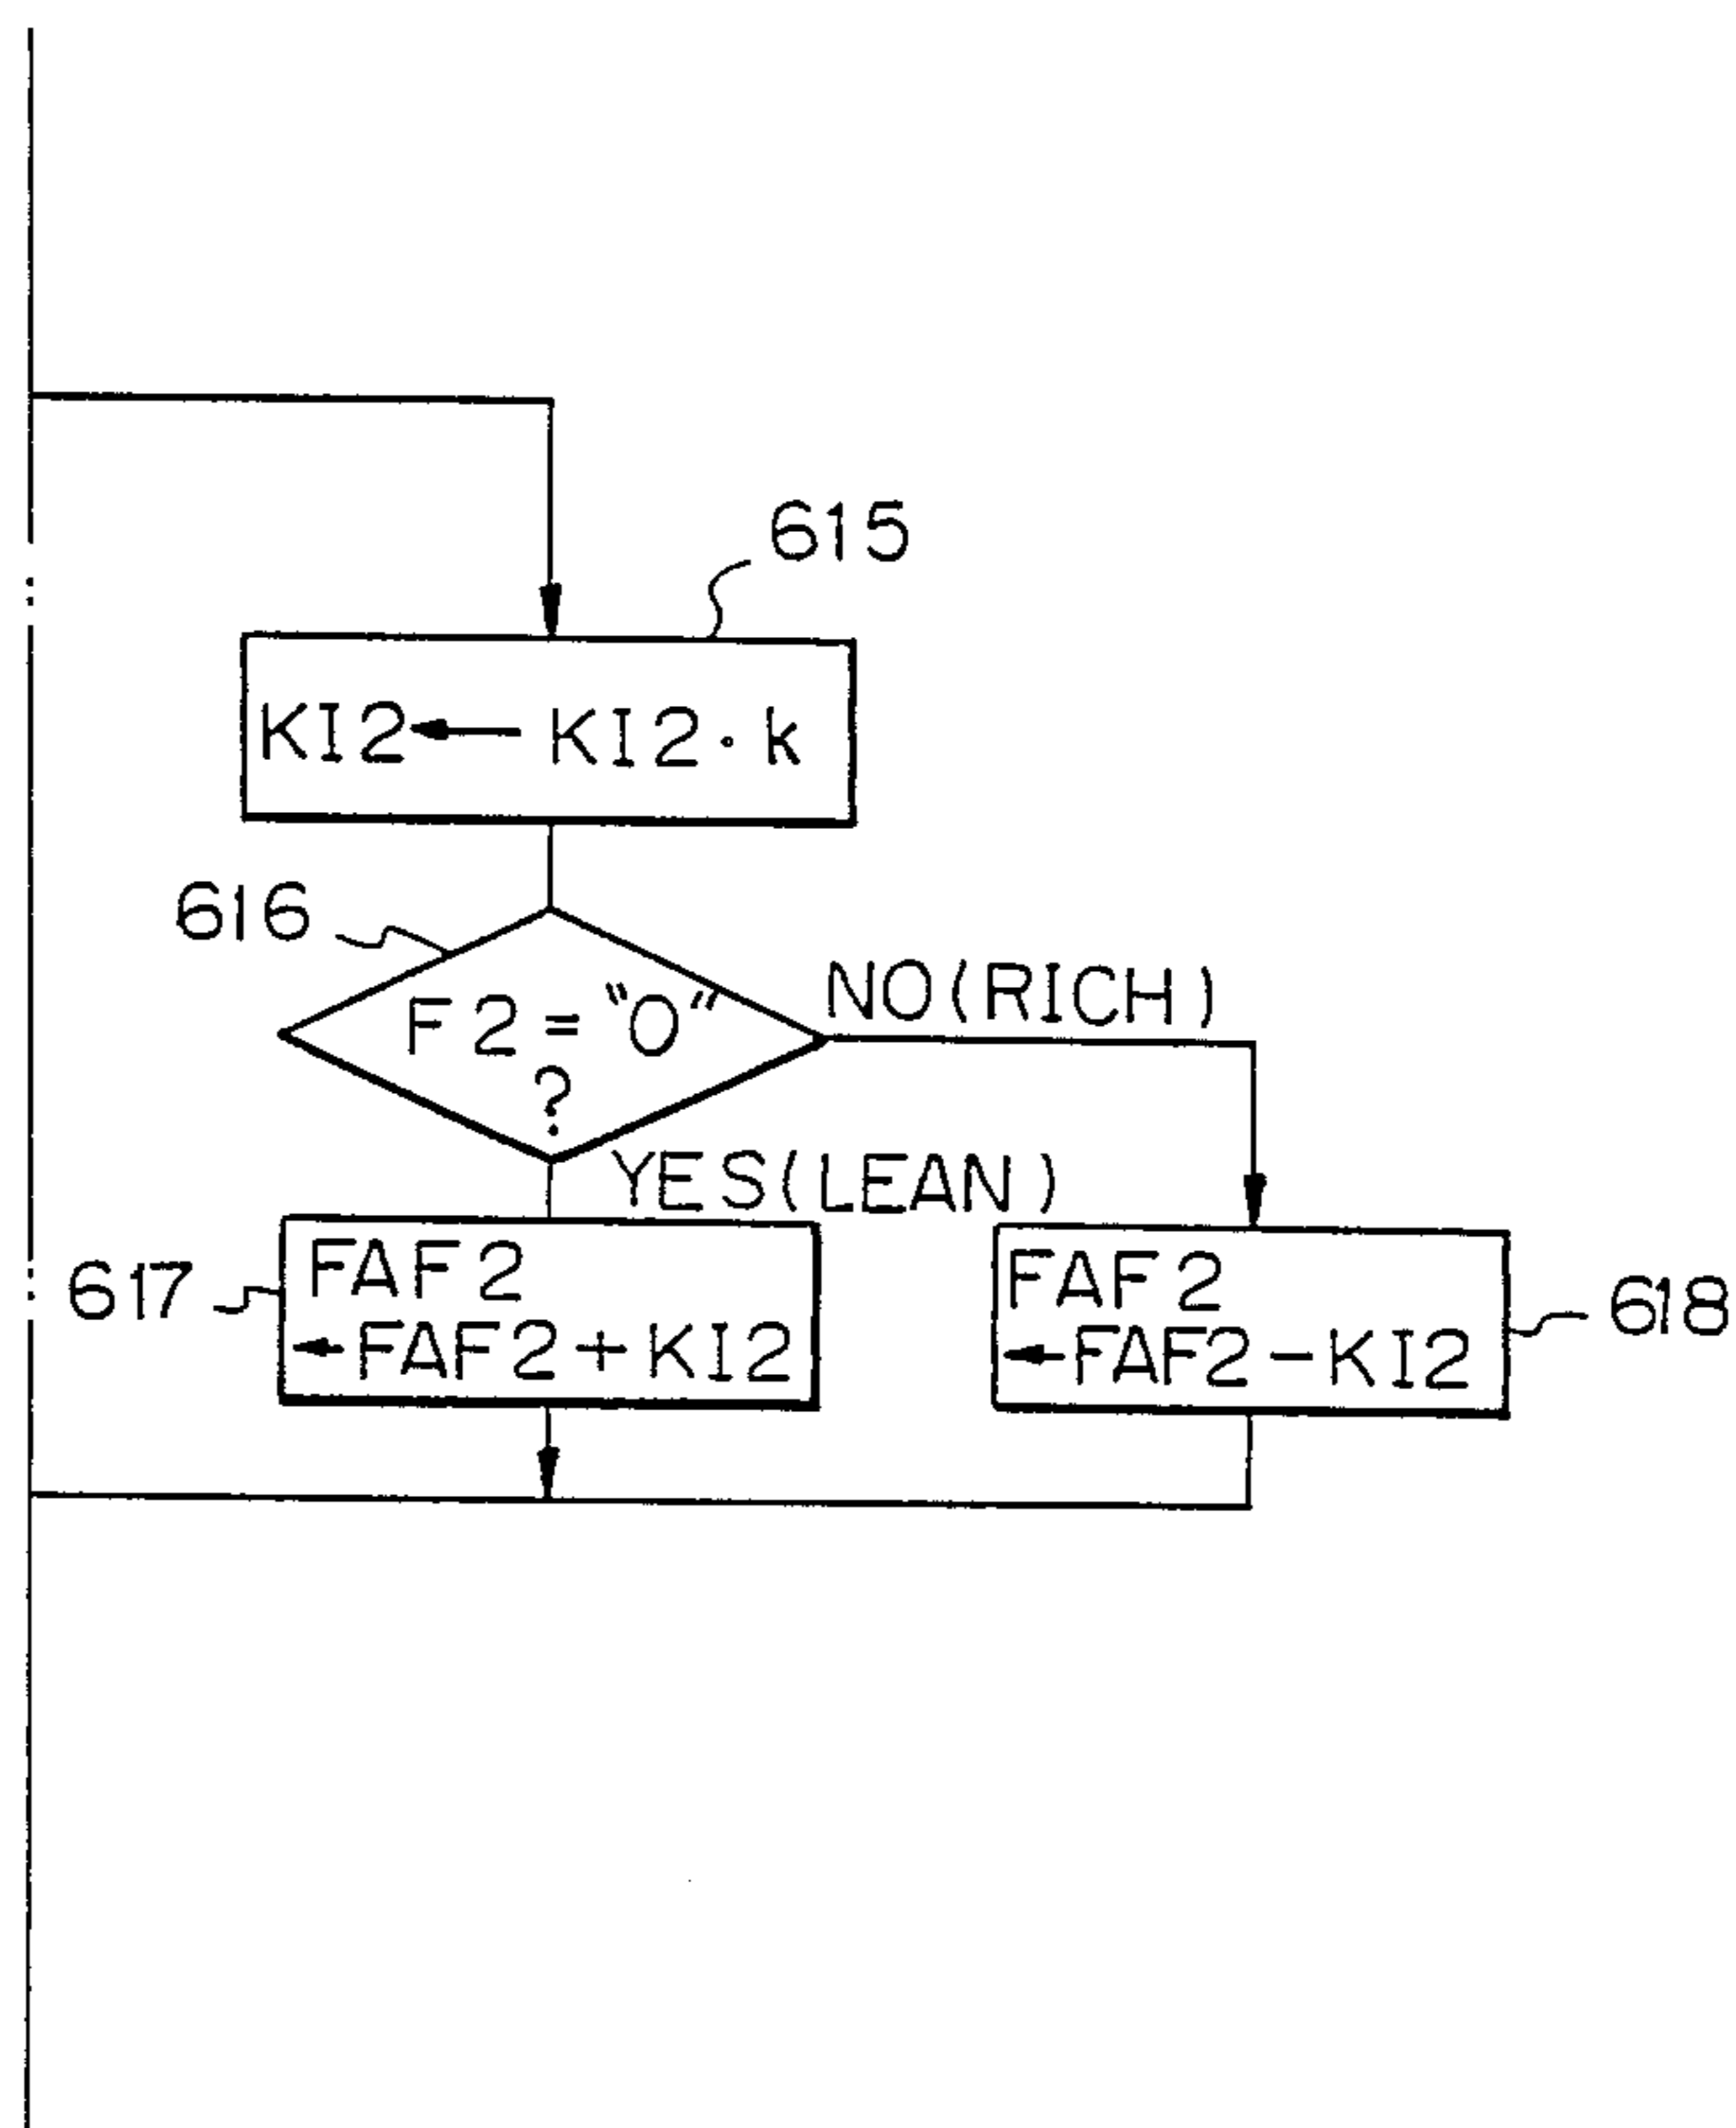 615
KI2 ← KI2・k
616
F2 = "0"
?
NO (RICH)
YES (LEAN)
617
FAF2
← FAF2 + KI2
FAF2
← FAF2 − KI2
618